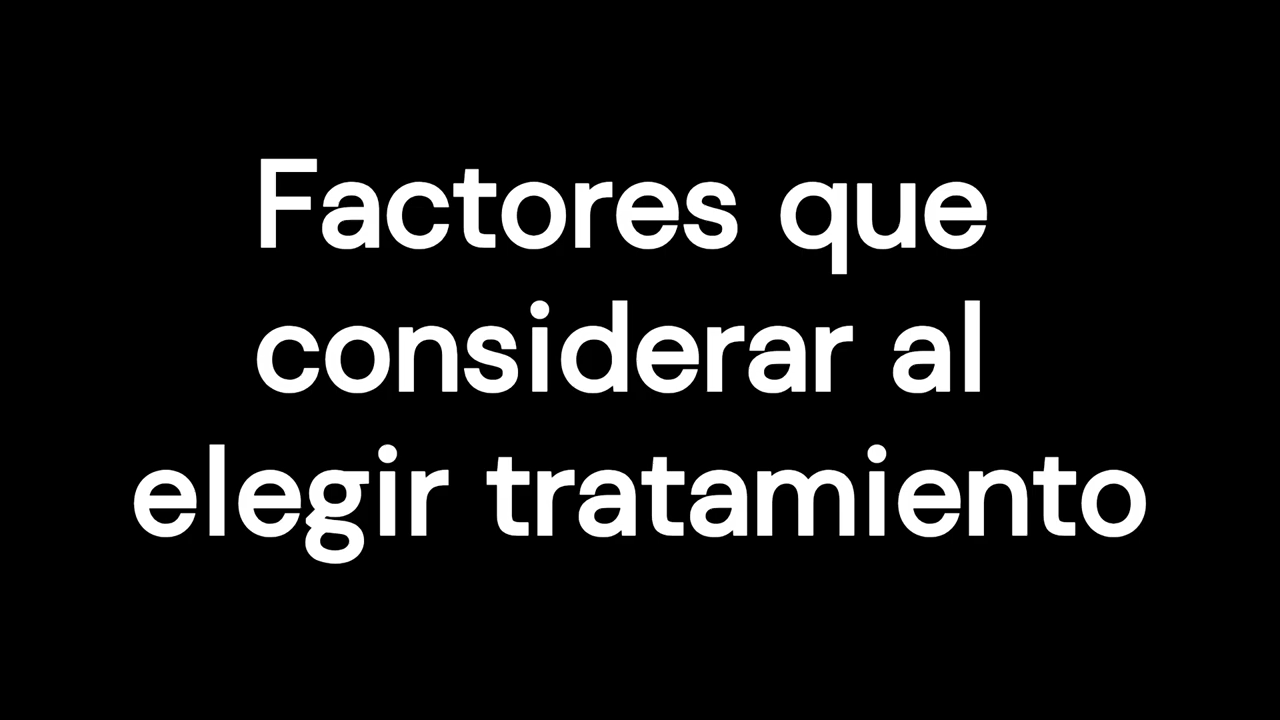 Factores que
considerar al
elegir tratamiento